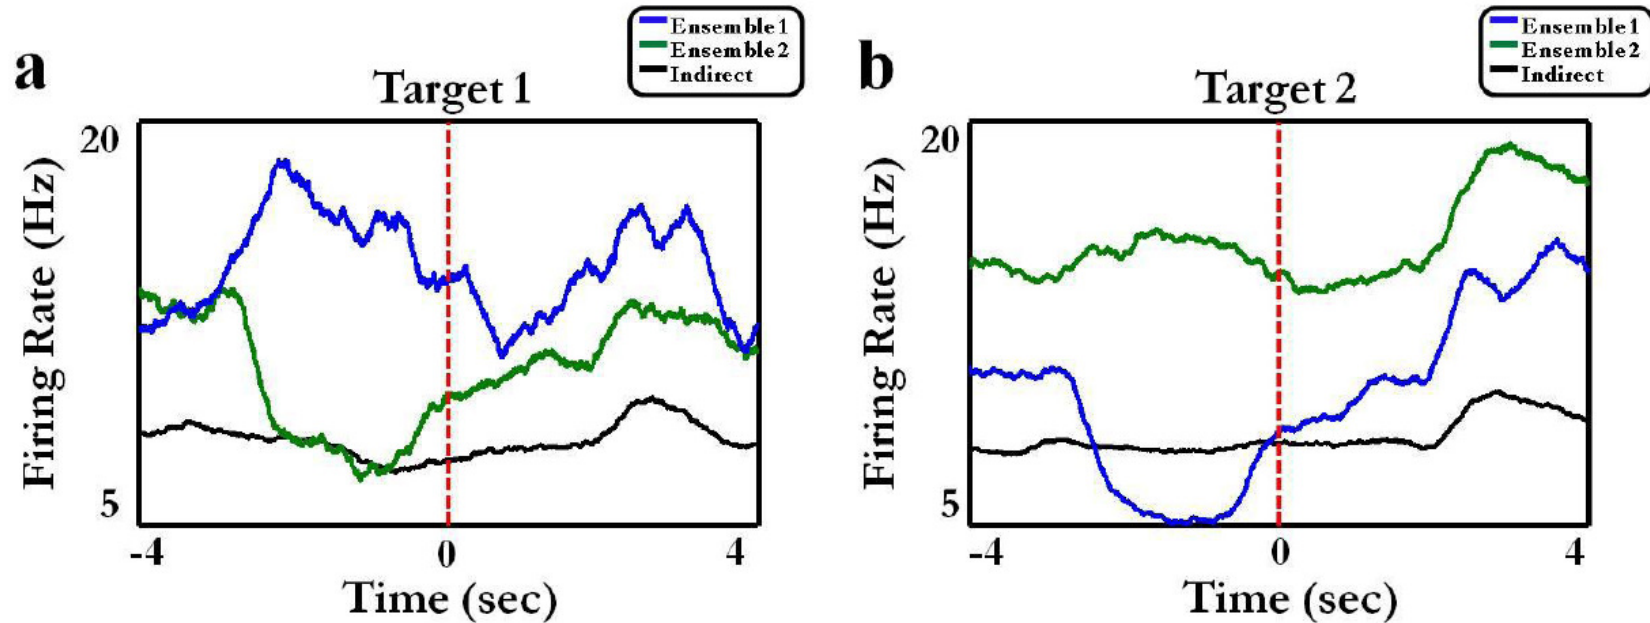 a
Target 1
Ensemble1
Ensemble2
Indirect
20
5
Firing Rate (Hz)
-4
0
4
Time (sec)
b
Target 2
Ensemble1
Ensemble2
Indirect
20
5
Firing Rate (Hz)
-4
0
4
Time (sec)